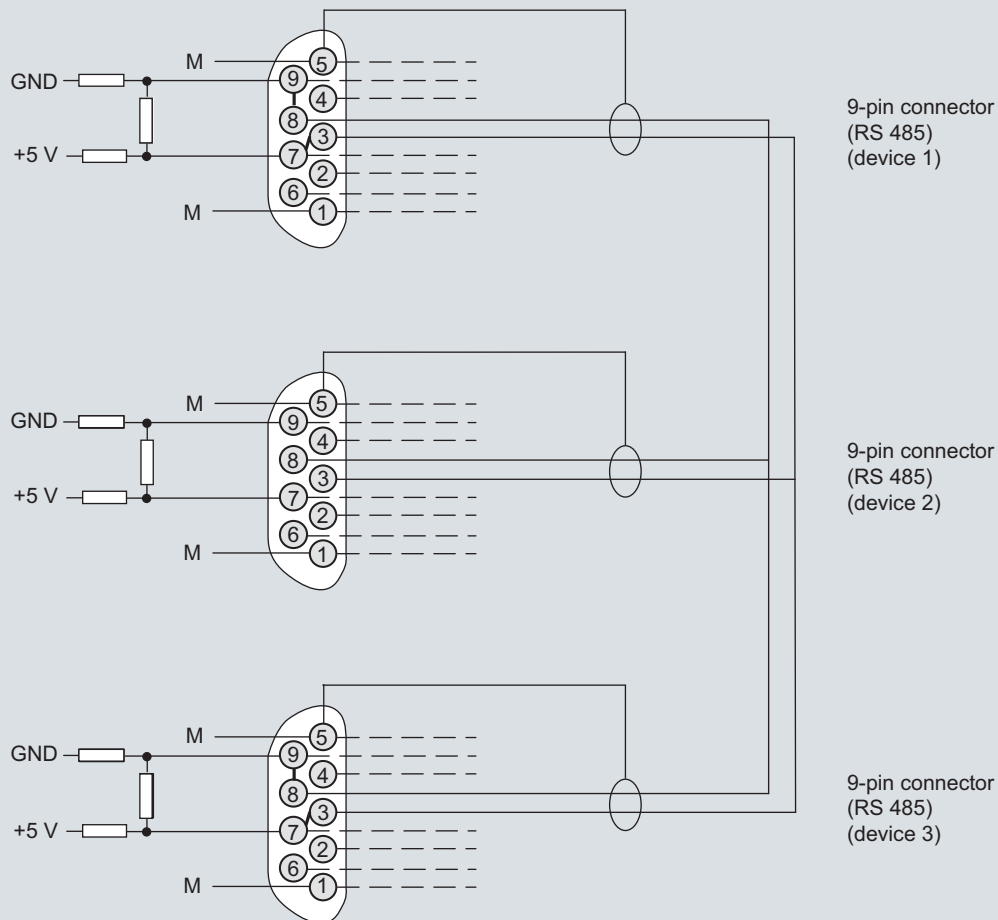 M
5
GND
9
4
8
3
+5 V
7
2
6
M
1
9-pin connector
(RS 485)
(device 1)
M
5
GND
9
4
8
3
+5 V
7
2
6
M
1
9-pin connector
(RS 485)
(device 2)
M
5
GND
9
4
8
3
+5 V
7
2
6
M
1
9-pin connector
(RS 485)
(device 3)